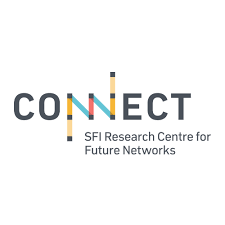 CONNECT
SFI Research Centre for
Future Networks